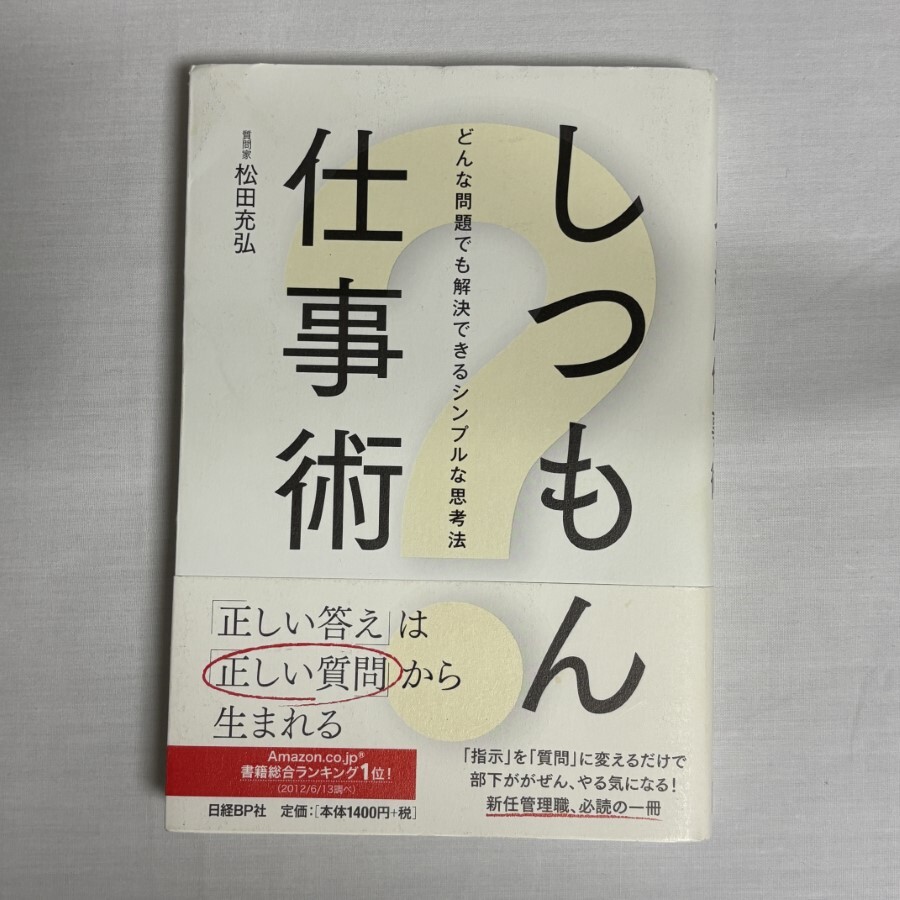 しつもん
仕事術
どんな問題でも解決できるシンプルな思考法
質問家 松田充弘
「正しい答え」は
「正しい質問」から
生まれる
Amazon.co.jp®
書籍総合ランキング1位!
(2012/6/13調べ)
日経BP社 定価:[本体1400円+税]
「指示」を「質問」に変えるだけで
部下ががぜん、やる気になる!
新任管理職、必読の一冊